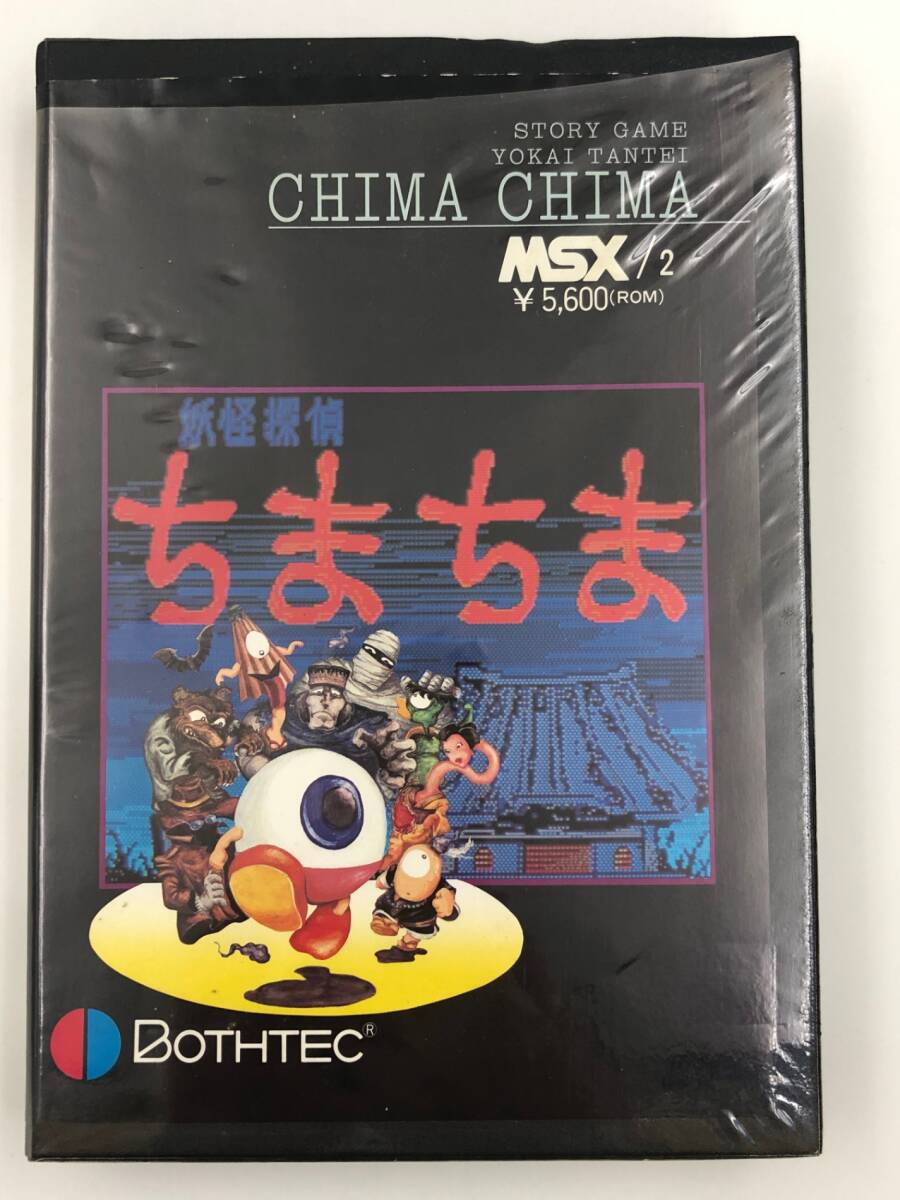 STORY GAME
YOKAI TANTEI
CHIMA CHIMA
MSX/2
¥5,600(ROM)
妖怪探偵
ちまちま
BOTHTEC®